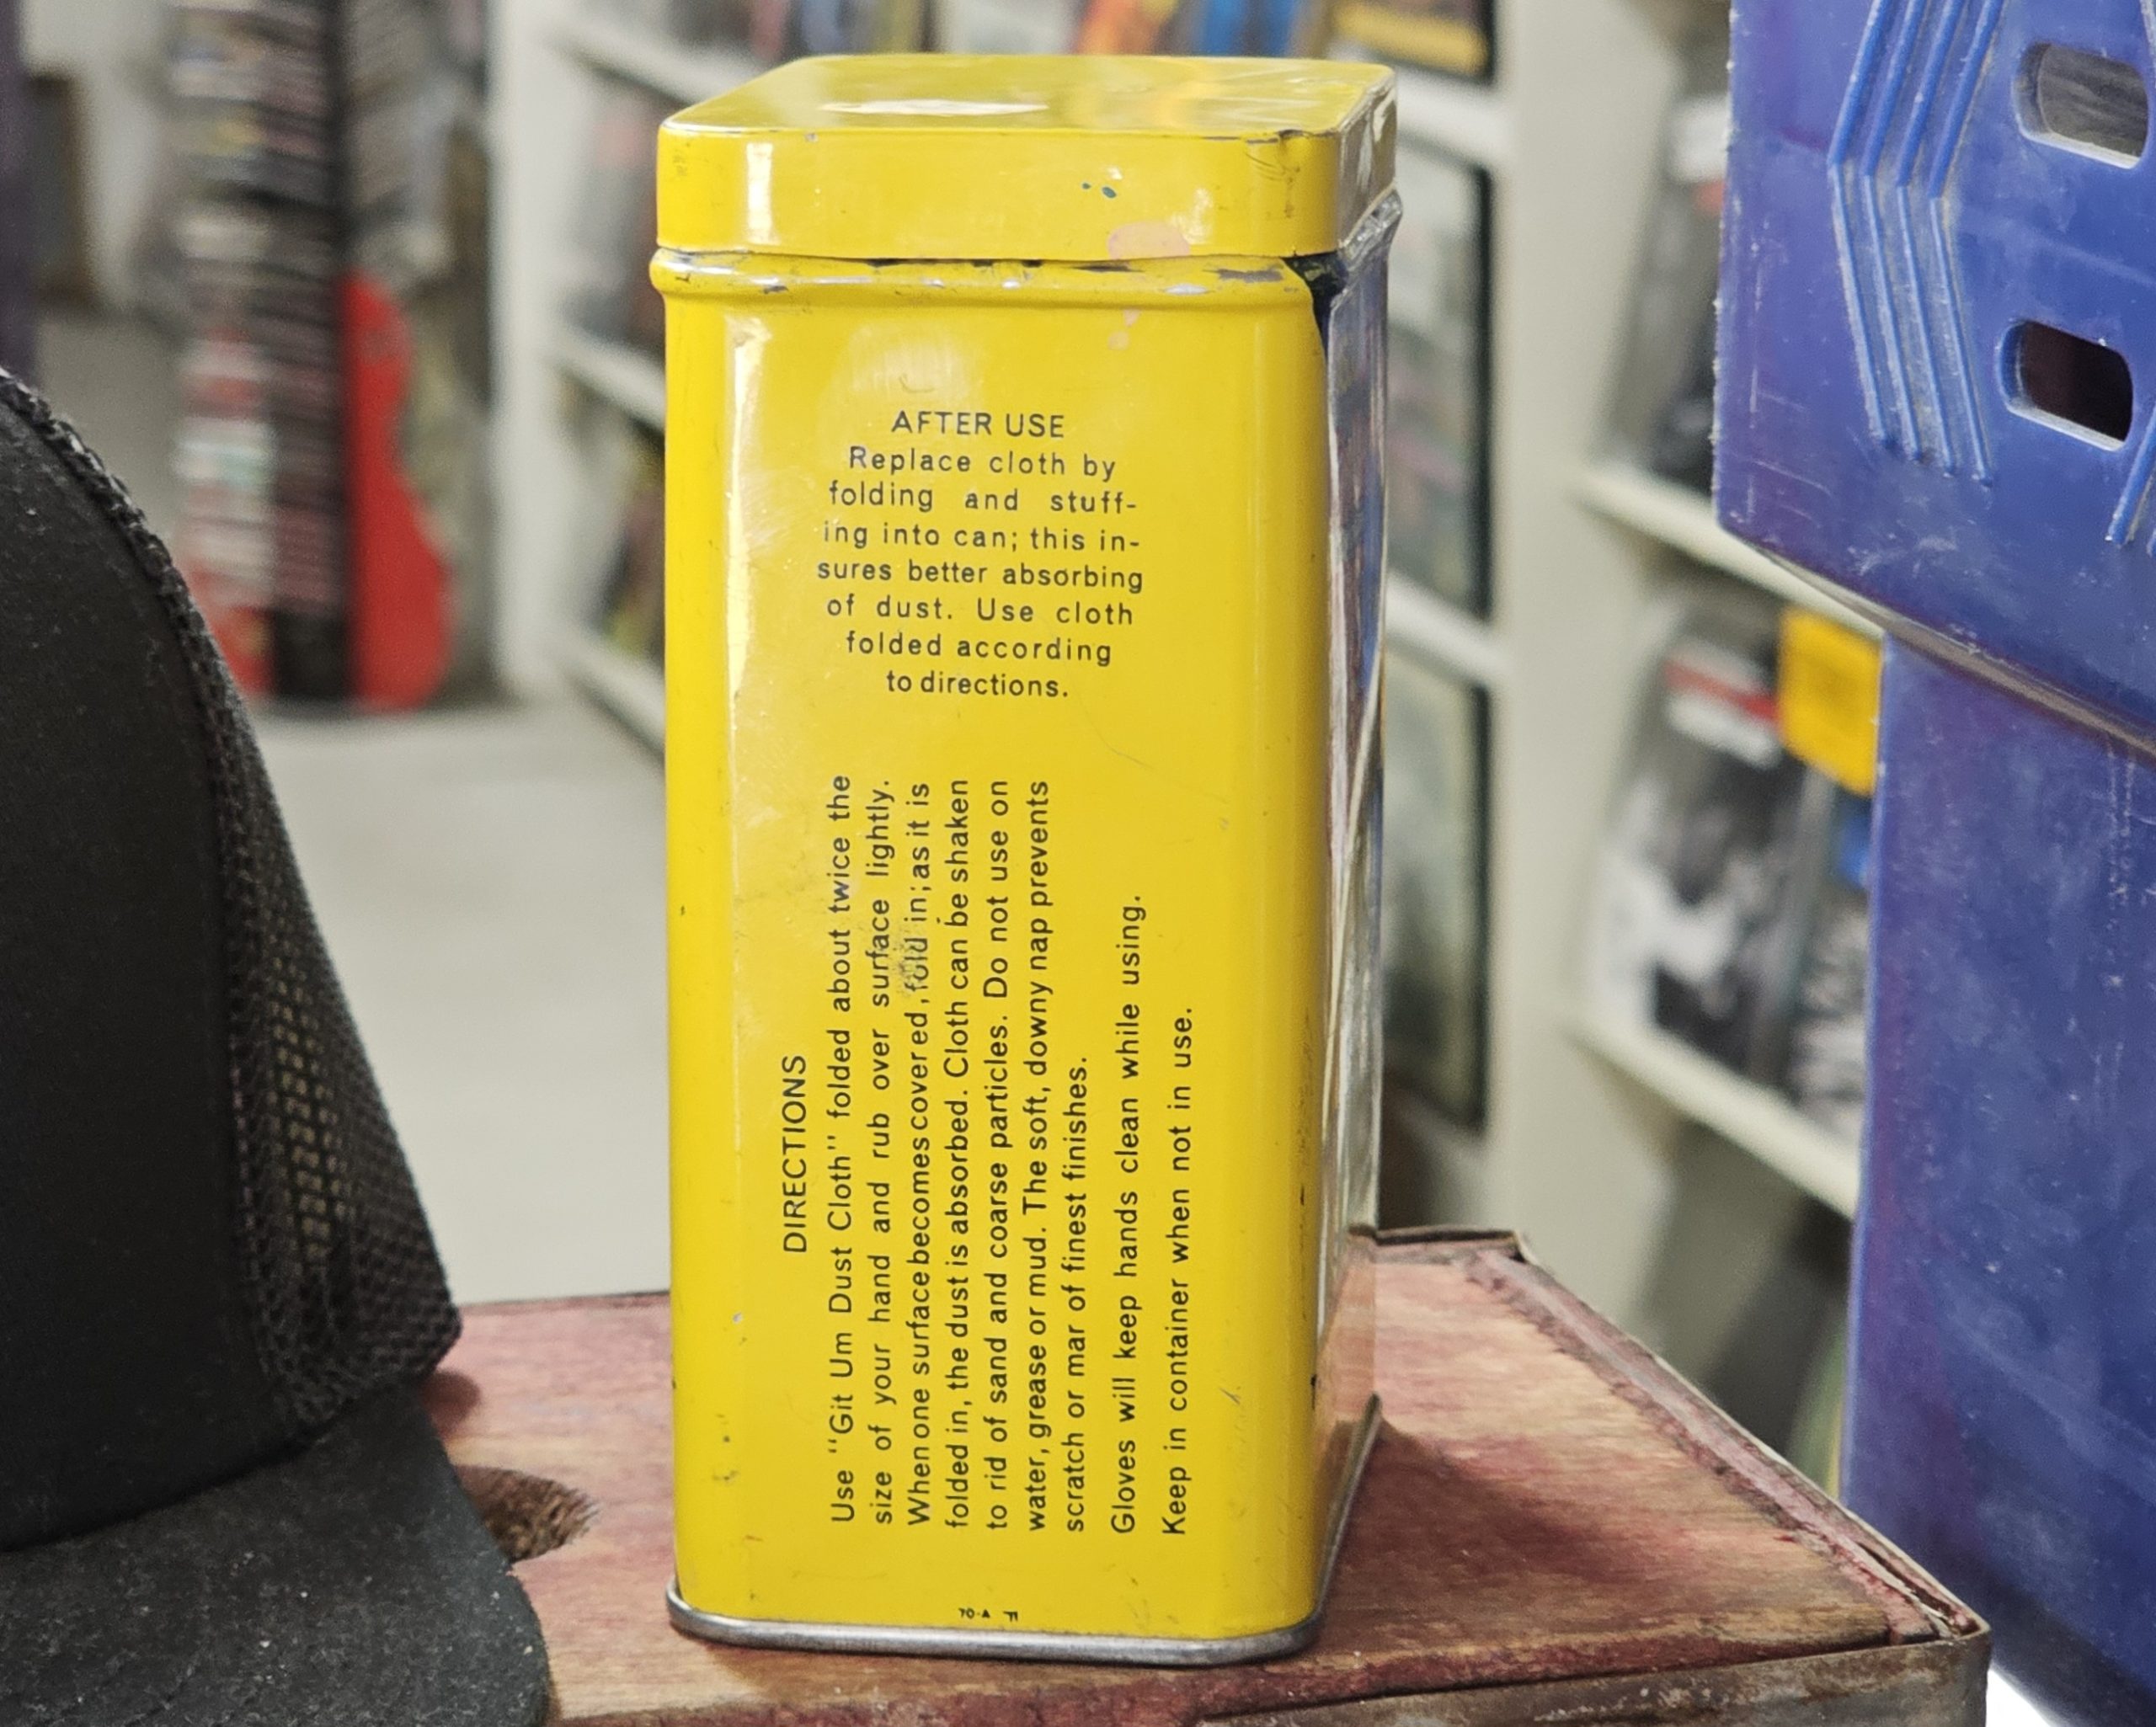 AFTER USE
Replace cloth by
folding and stuff-
ing into can; this in-
sures better absorbing
of dust. Use cloth
folded according
to directions.
DIRECTIONS
Use "Git Um Dust Cloth" folded about twice the
size of your hand and rub over surface lightly.
When one surface becomes covered, fold in; as it is
folded in, the dust is absorbed. Cloth can be shaken
to rid of sand and coarse particles. Do not use on
water, grease or mud. The soft, downy nap prevents
scratch or mar of finest finishes.
Gloves will keep hands clean while using.
Keep in container when not in use.
70-A